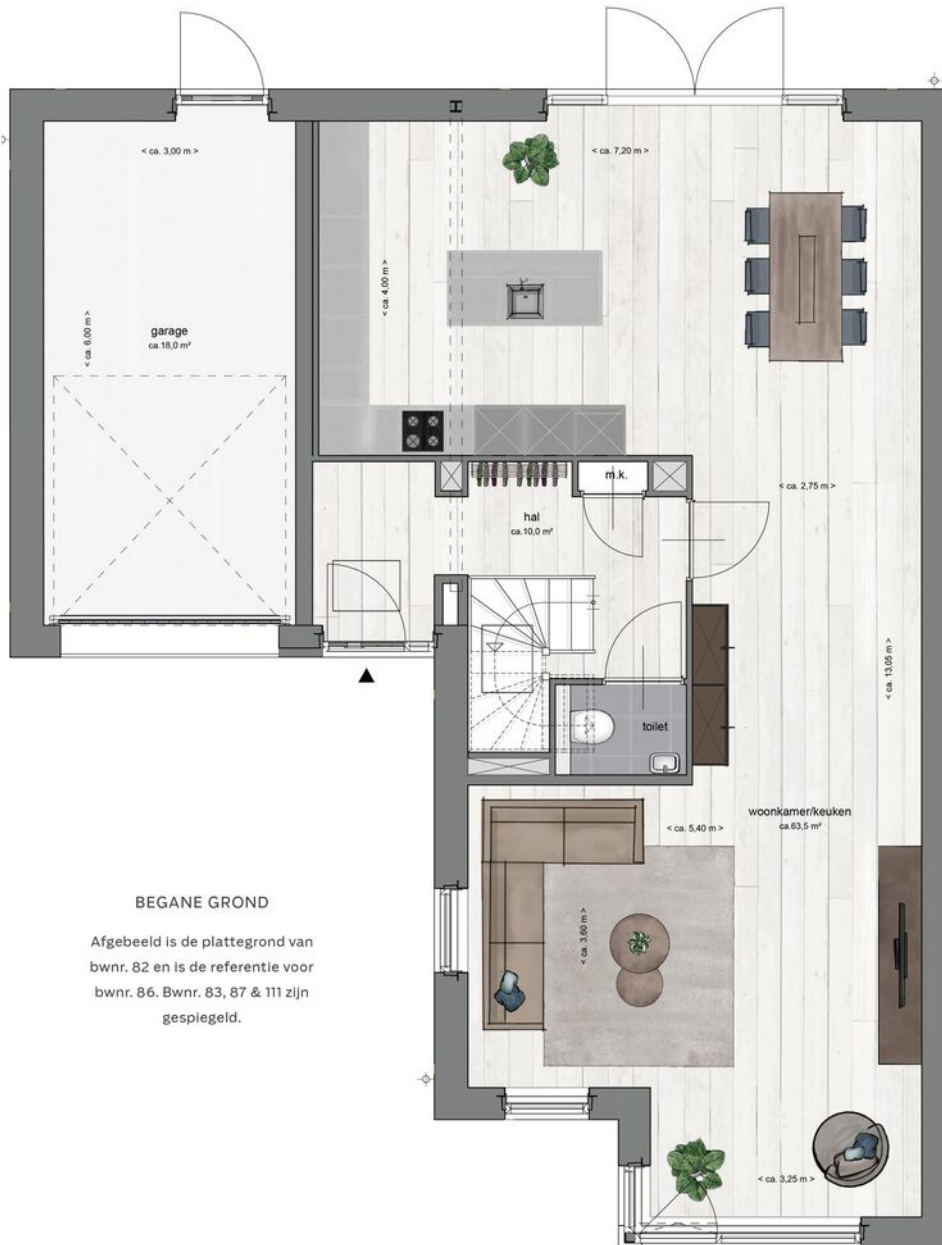 < ca. 3,00 m >
< ca. 7,20 m >
< ca. 4,00 m >
< ca. 6,00 m >
garage
ca.18,0 m²
m.k.
< ca. 2,75 m >
hal
ca.10,0 m²
< ca. 13,05 m >
toilet
woonkamer/keuken
ca.63,5 m²
< ca. 5,40 m >
< ca. 3,60 m >
BEGANE GROND
Afgebeeld is de plattegrond van
bwnr. 82 en is de referentie voor
bwnr. 86. Bwnr. 83, 87 & 111 zijn
gespiegeld.
< ca. 3,25 m >